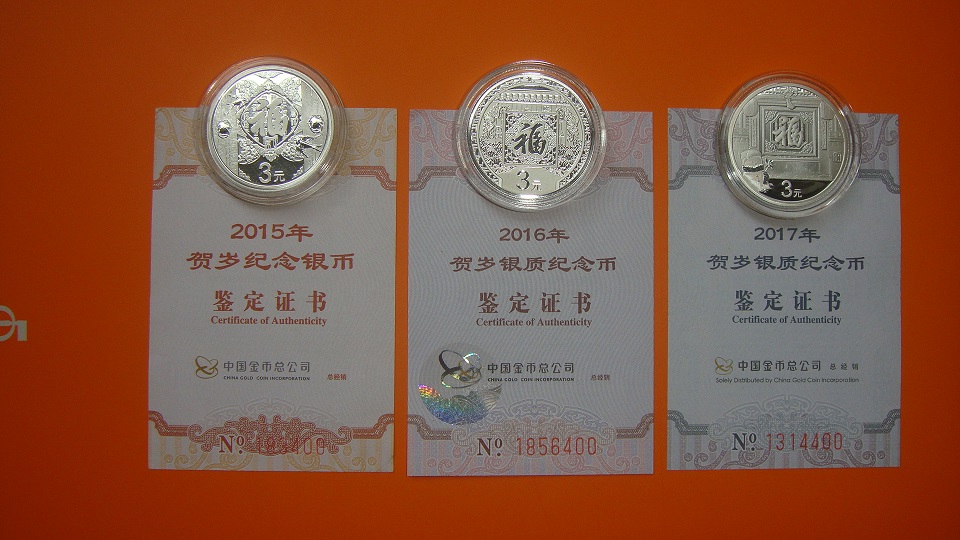 福
3元
2015年
贺岁纪念银币
鉴定证书
Certificate of Authenticity
中国金币总公司 总经销
CHINA GOLD COIN INCORPORATION
№.
福
3元
2016年
贺岁银质纪念币
鉴定证书
Certificate of Authenticity
中国金币总公司 总经销
CHINA GOLD COIN INCORPORATION
№. 1856400
福
3元
2017年
贺岁银质纪念币
鉴定证书
Certificate of Authenticity
中国金币总公司 总经销
Solely Distributed by China Gold Coin Incorporation
№. 1314400